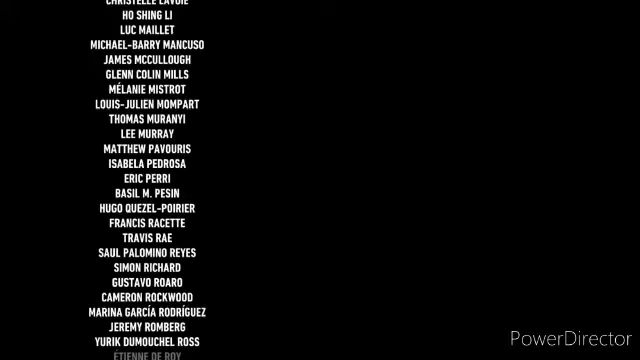 CHRISTELLE LAVOIE
HO SHING LI
LUC MAILLET
MICHAEL-BARRY MANCUSO
JAMES MCCULLOUGH
GLENN COLIN MILLS
MÉLANIE MISTROT
LOUIS-JULIEN MOMPART
THOMAS MURANYI
LEE MURRAY
MATTHEW PAVOURIS
ISABELA PEDROSA
ERIC PERRI
BASIL M. PESIN
HUGO QUEZEL-POIRIER
FRANCIS RACETTE
TRAVIS RAE
SAUL PALOMINO REYES
SIMON RICHARD
GUSTAVO ROARO
CAMERON ROCKWOOD
MARINA GARCÍA RODRÍGUEZ
JEREMY ROMBERG
YURIK DUMOUCHEL ROSS
ÉTIENNE DE ROY
PowerDirector